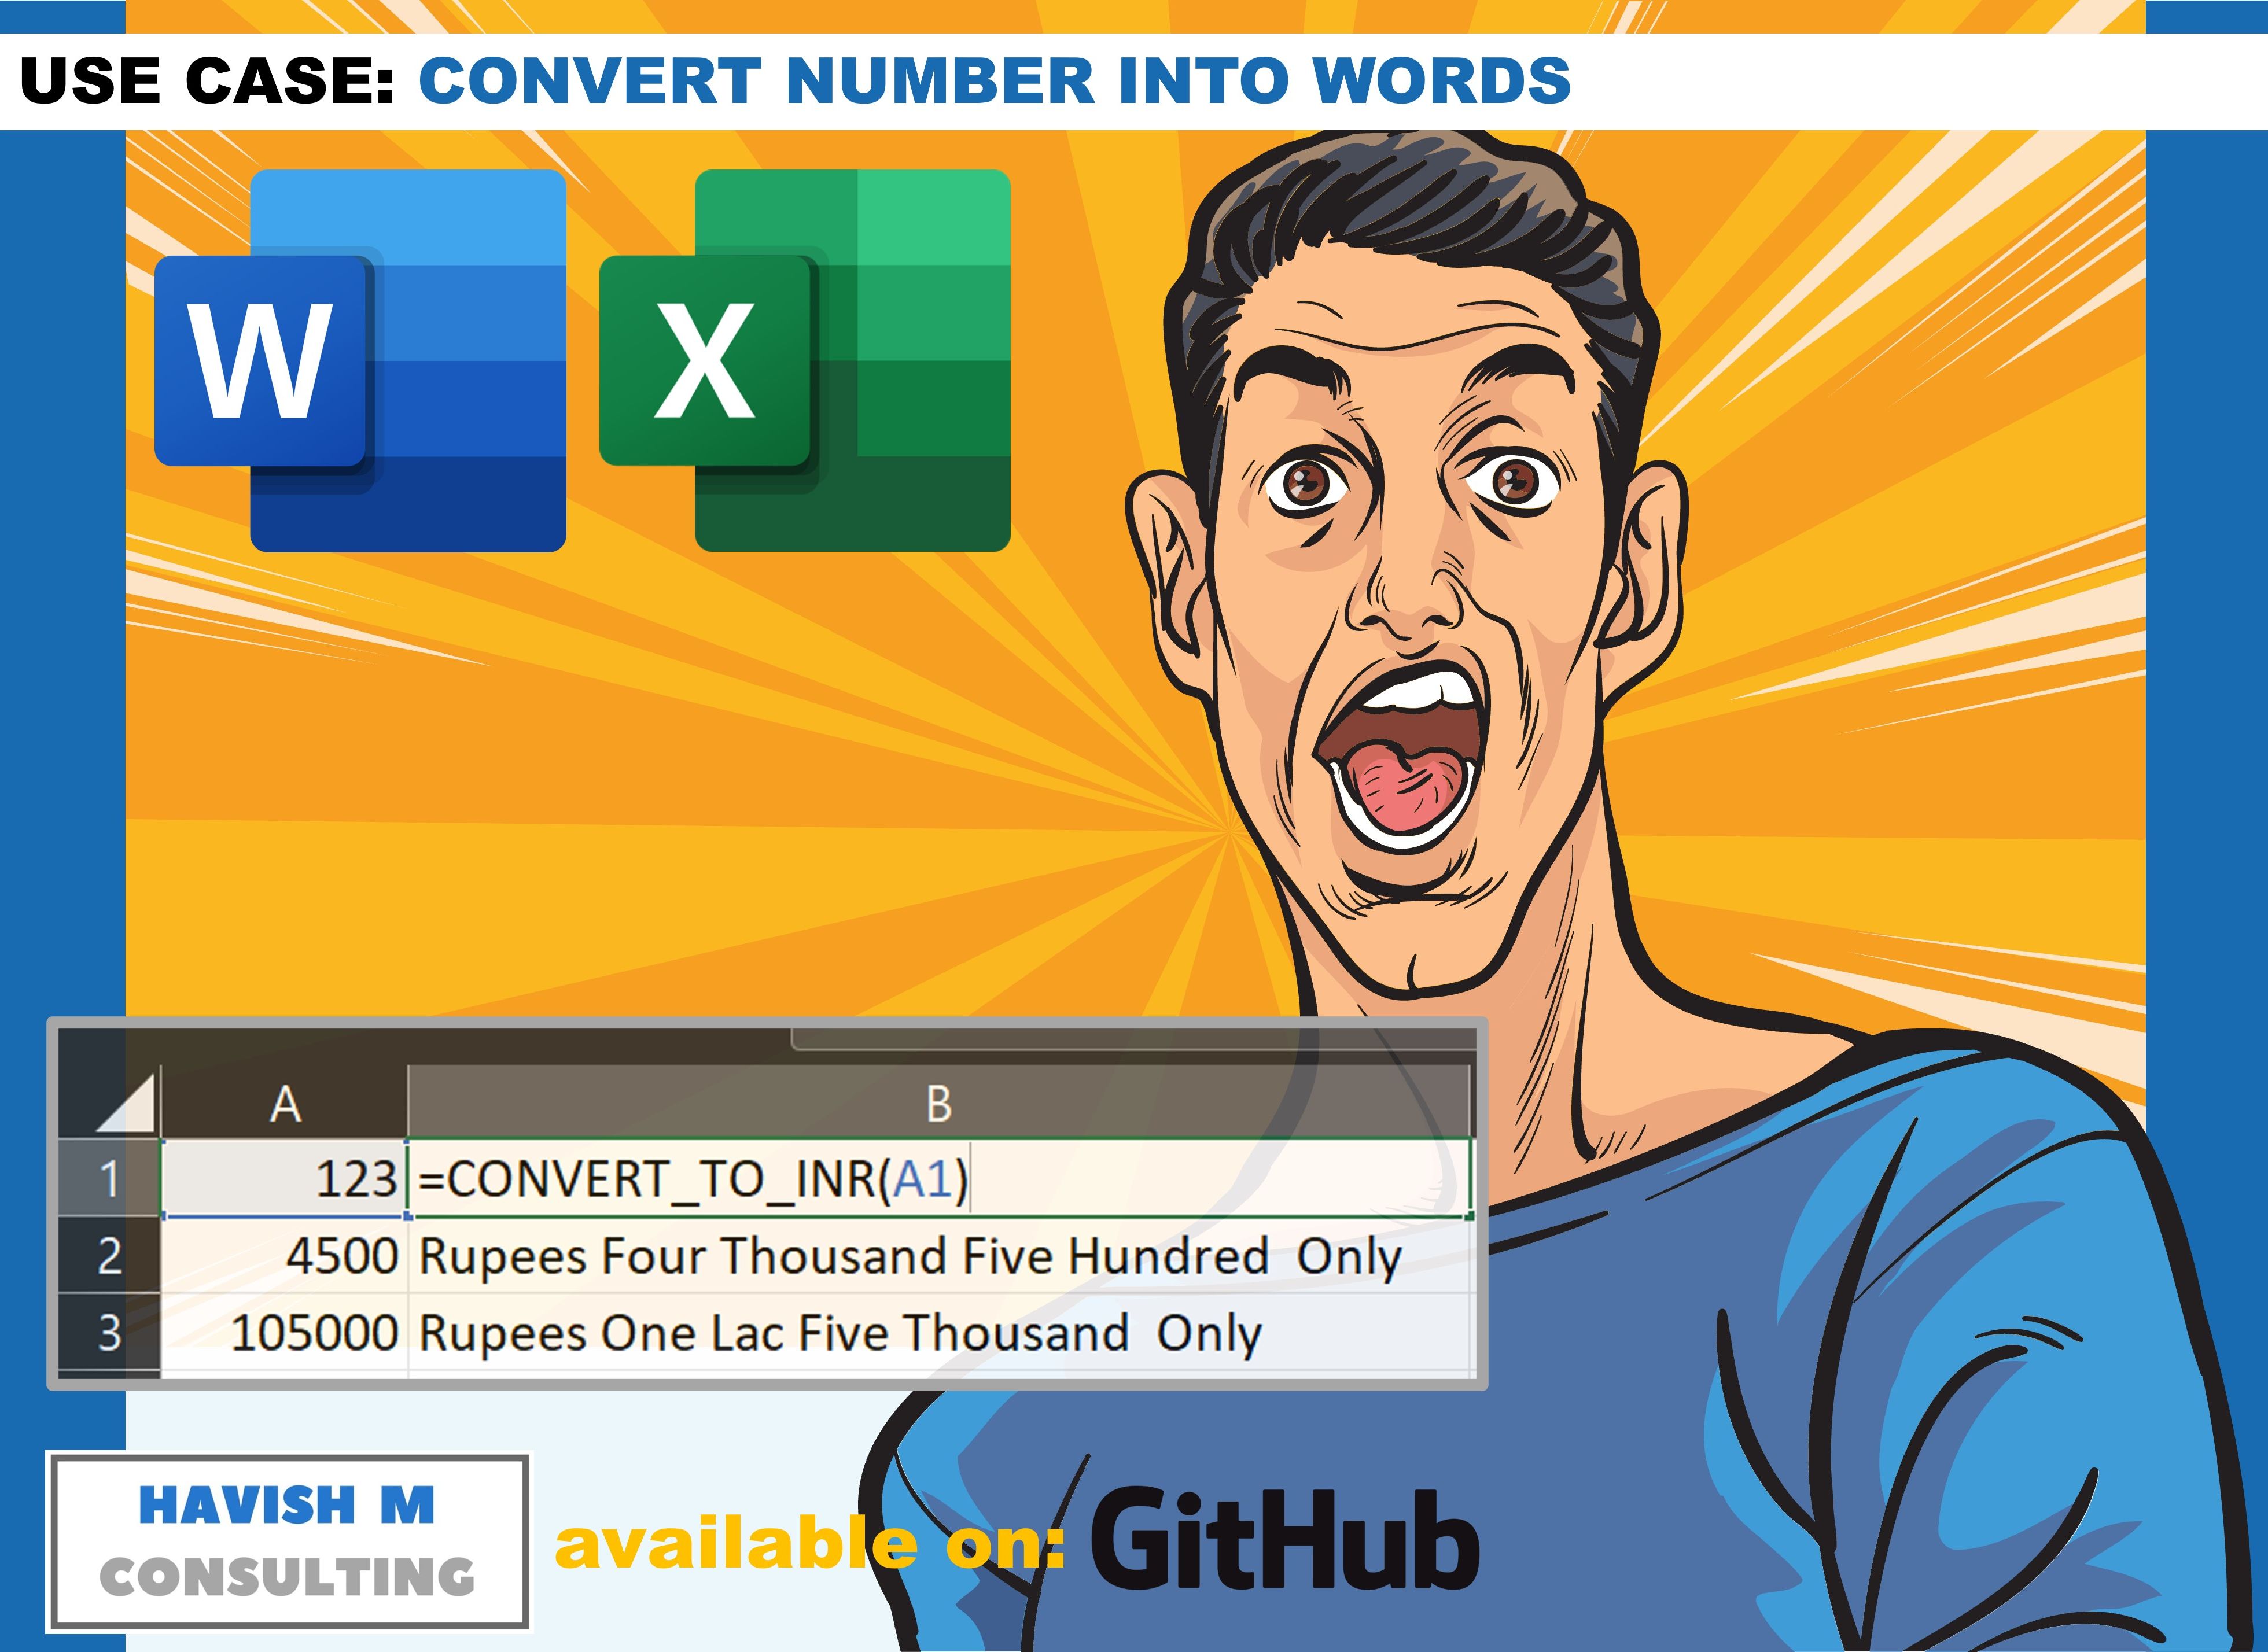 USE CASE: CONVERT NUMBER INTO WORDS
W X
A B
1 123 =CONVERT_TO_INR(A1)
2 4500 Rupees Four Thousand Five Hundred  Only
3 105000 Rupees One Lac Five Thousand  Only
HAVISH M
CONSULTING
available on: GitHub